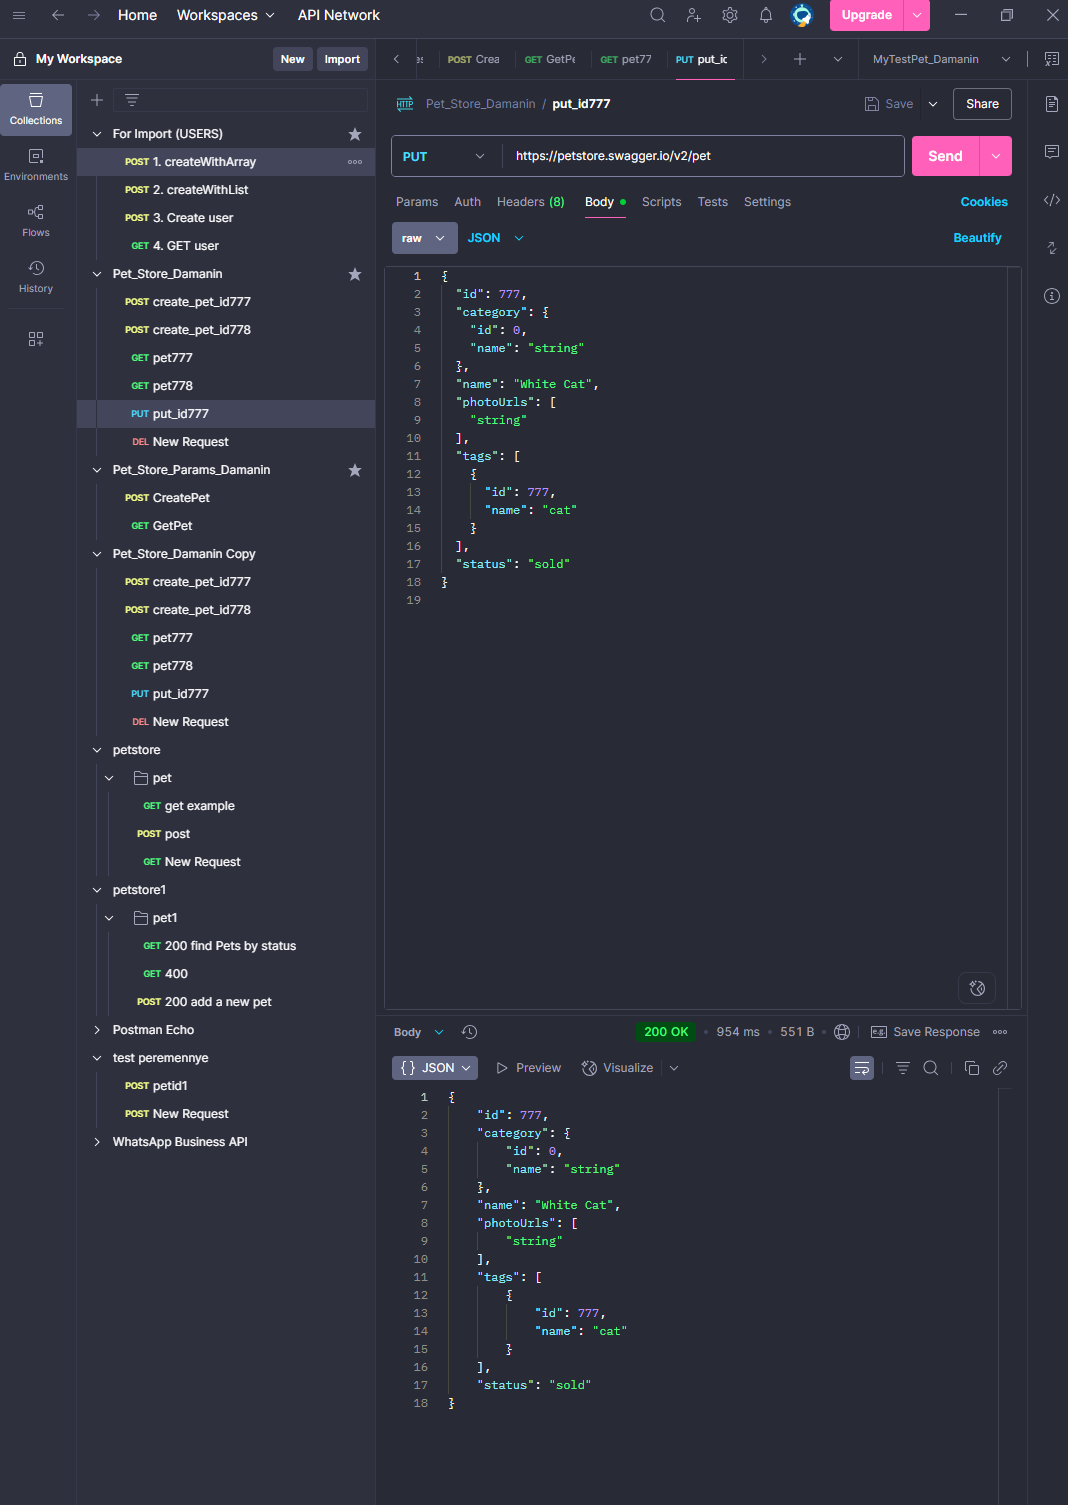 Home Workspaces API Network Upgrade
My Workspace New Import
POST Crea GET GetPe GET pet77 PUT put_ic MyTestPet_Damanin
Collections
Environments
Flows
History
For Import (USERS)
POST 1. createWithArray
POST 2. createWithList
POST 3. Create user
GET 4. GET user
Pet_Store_Damanin
POST create_pet_id777
POST create_pet_id778
GET pet777
GET pet778
PUT put_id777
DEL New Request
Pet_Store_Params_Damanin
POST CreatePet
GET GetPet
Pet_Store_Damanin Copy
POST create_pet_id777
POST create_pet_id778
GET pet777
GET pet778
PUT put_id777
DEL New Request
petstore
pet
GET get example
POST post
GET New Request
petstore1
pet1
GET 200 find Pets by status
GET 400
POST 200 add a new pet
Postman Echo
test peremennye
POST petid1
POST New Request
WhatsApp Business API
HTTP Pet_Store_Damanin / put_id777 Save Share
PUT https://petstore.swagger.io/v2/pet Send
Params Auth Headers (8) Body Scripts Tests Settings Cookies
raw JSON Beautify
1 {
2 "id": 777,
3 "category": {
4 "id": 0,
5 "name": "string"
6 },
7 "name": "White Cat",
8 "photoUrls": [
9 "string"
10 ],
11 "tags": [
12 {
13 "id": 777,
14 "name": "cat"
15 }
16 ],
17 "status": "sold"
18 }
19
Body 200 OK 954 ms 551 B e.g. Save Response
{} JSON Preview Visualize
1 {
2 "id": 777,
3 "category": {
4 "id": 0,
5 "name": "string"
6 },
7 "name": "White Cat",
8 "photoUrls": [
9 "string"
10 ],
11 "tags": [
12 {
13 "id": 777,
14 "name": "cat"
15 }
16 ],
17 "status": "sold"
18 }